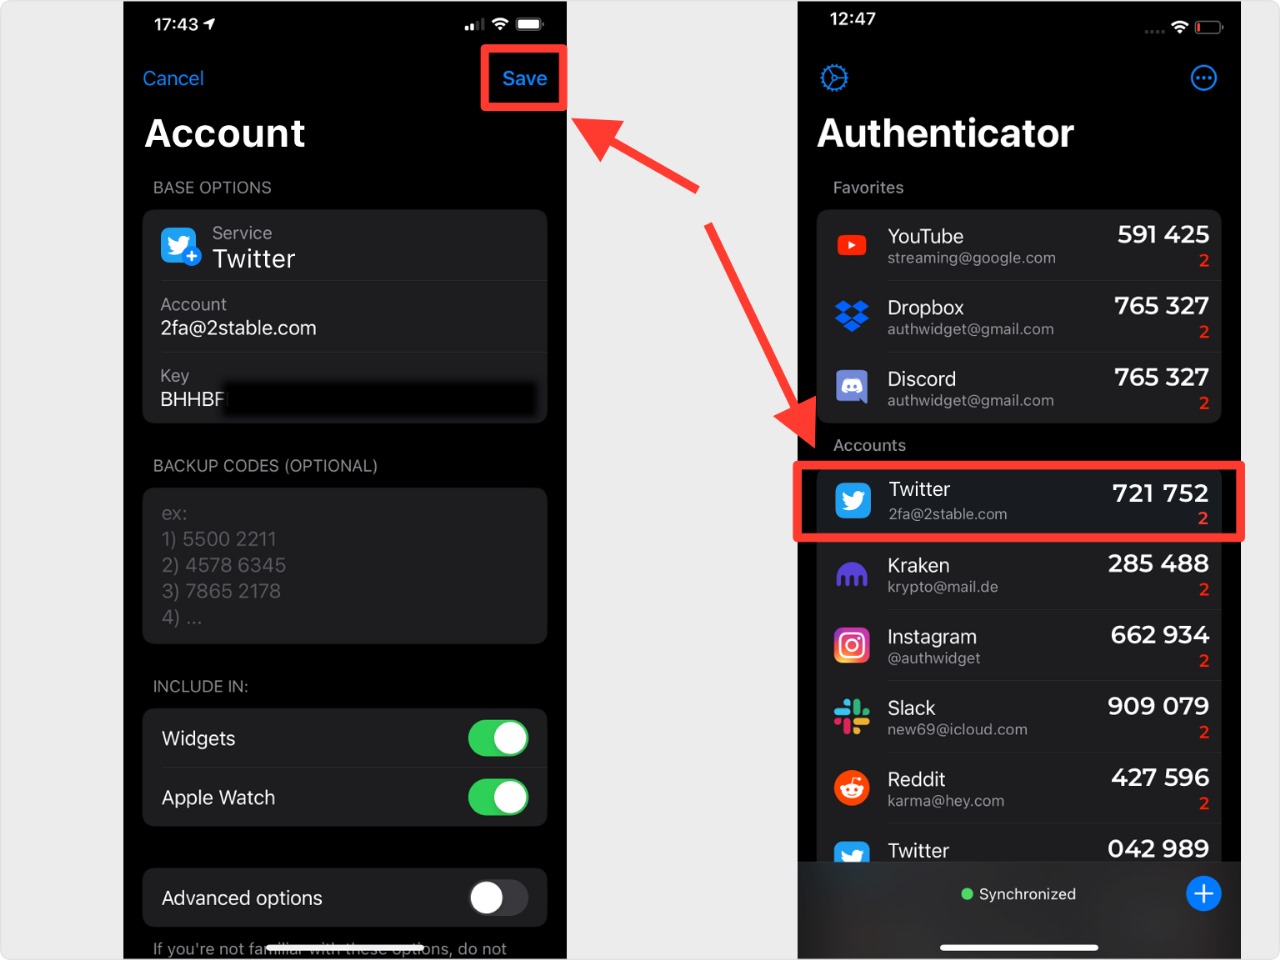 17:43
Cancel
Save
Account
BASE OPTIONS
Service
Twitter
Account
2fa@2stable.com
Key
BHHBF
BACKUP CODES (OPTIONAL)
ex:
1) 5500 2211
2) 4578 6345
3) 7865 2178
4) ...
INCLUDE IN:
Widgets
Apple Watch
Advanced options
If you're not familiar with these options, do not
12:47
Authenticator
Favorites
YouTube 591 425
streaming@google.com 2
Dropbox 765 327
authwidget@gmail.com 2
Discord 765 327
authwidget@gmail.com 2
Accounts
Twitter 721 752
2fa@2stable.com 2
Kraken 285 488
krypto@mail.de 2
Instagram 662 934
@authwidget 2
Slack 909 079
new69@icloud.com 2
Reddit 427 596
karma@hey.com 2
Twitter 042 989
Synchronized